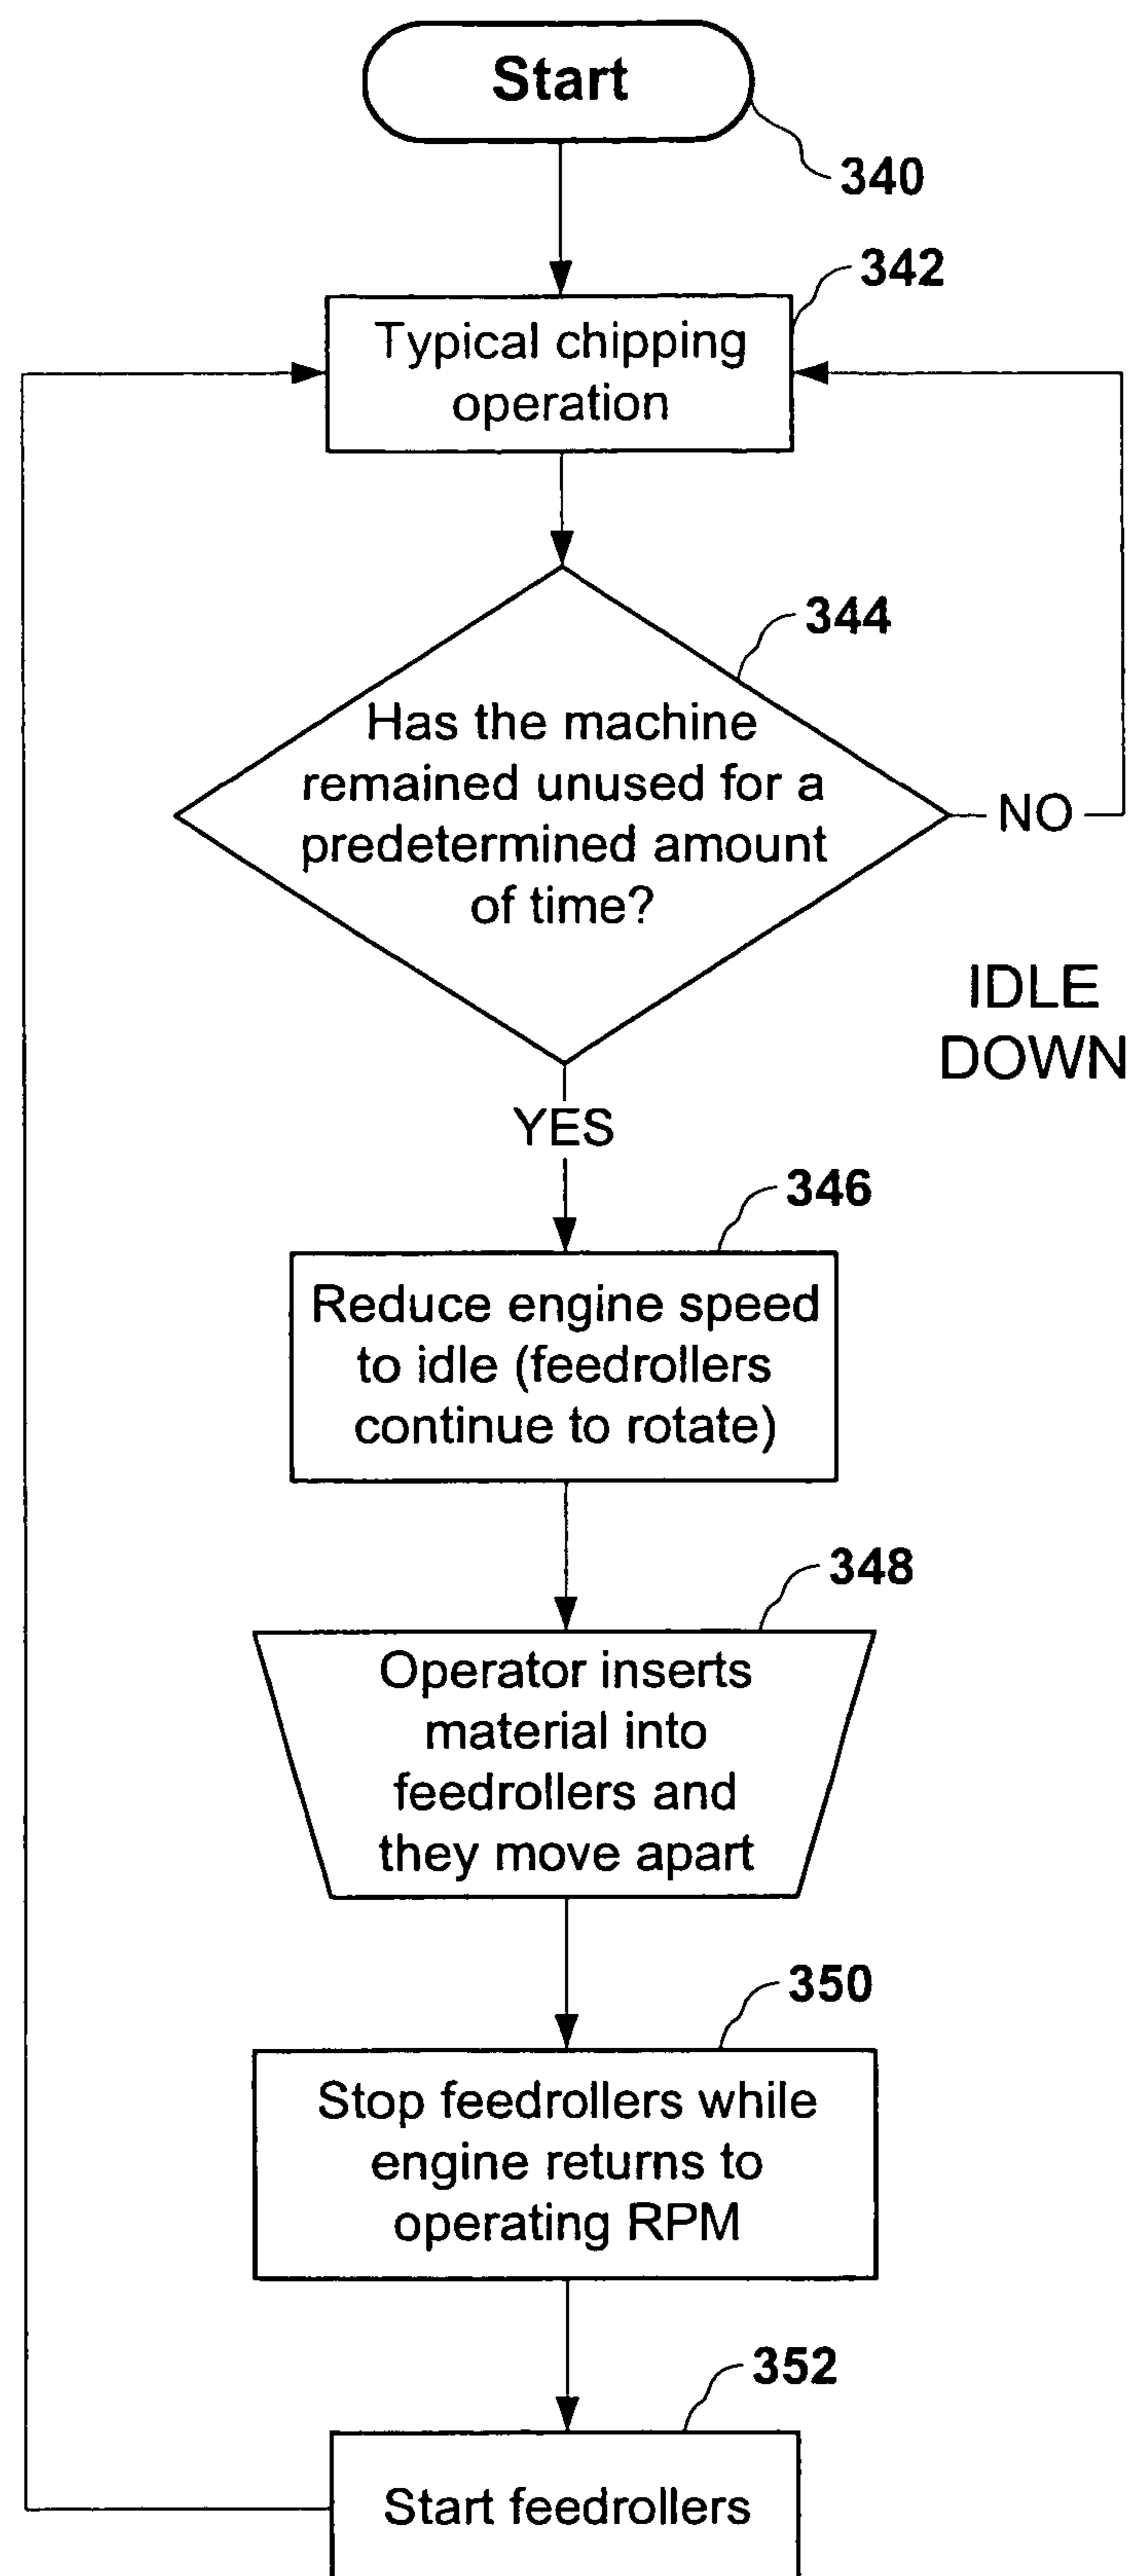 Start
340
342
Typical chipping
operation
344
Has the machine
remained unused for a
predetermined amount
of time?
NO
IDLE
DOWN
YES
346
Reduce engine speed
to idle (feedrollers
continue to rotate)
348
Operator inserts
material into
feedrollers and
they move apart
350
Stop feedrollers while
engine returns to
operating RPM
352
Start feedrollers